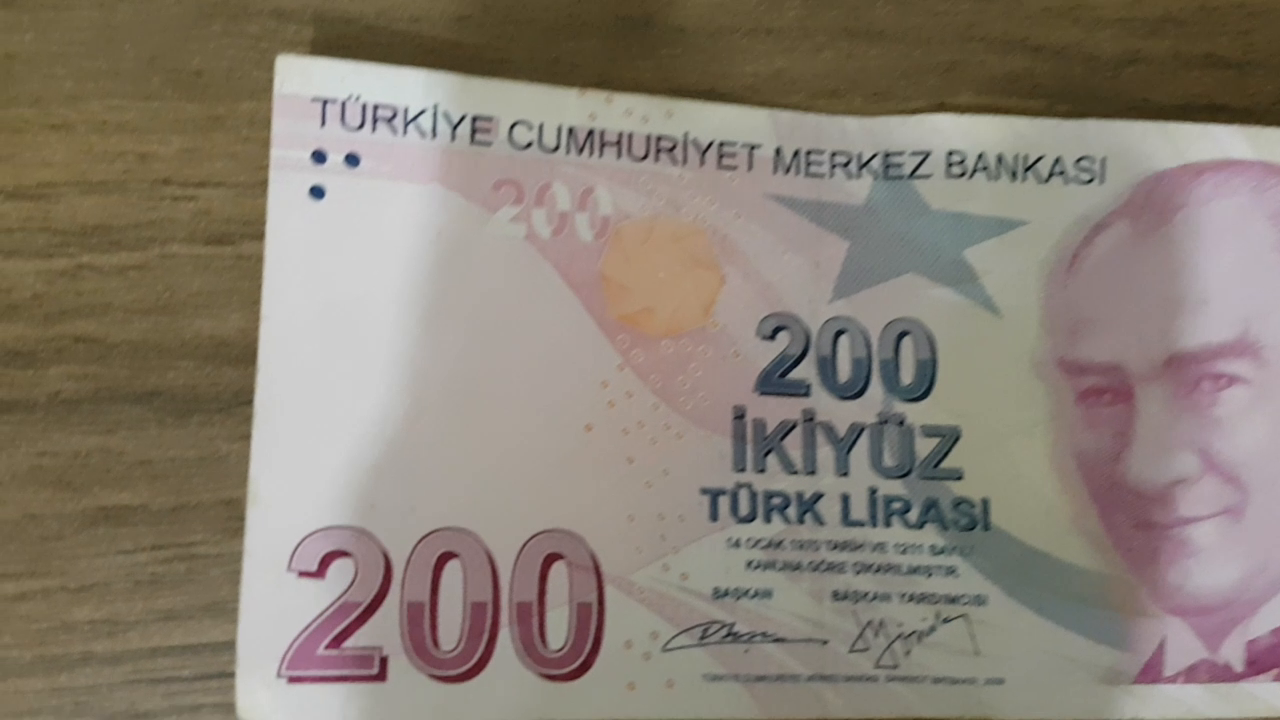 TÜRKİYE CUMHURİYET MERKEZ BANKASI
200
200
İKİYÜZ
TÜRK LİRASI
14 OCAK 1970 TARİH VE 1211 SAYILI
KANUNA GÖRE ÇIKARILMIŞTIR.
BAŞKAN BAŞKAN YARDIMCISI
200